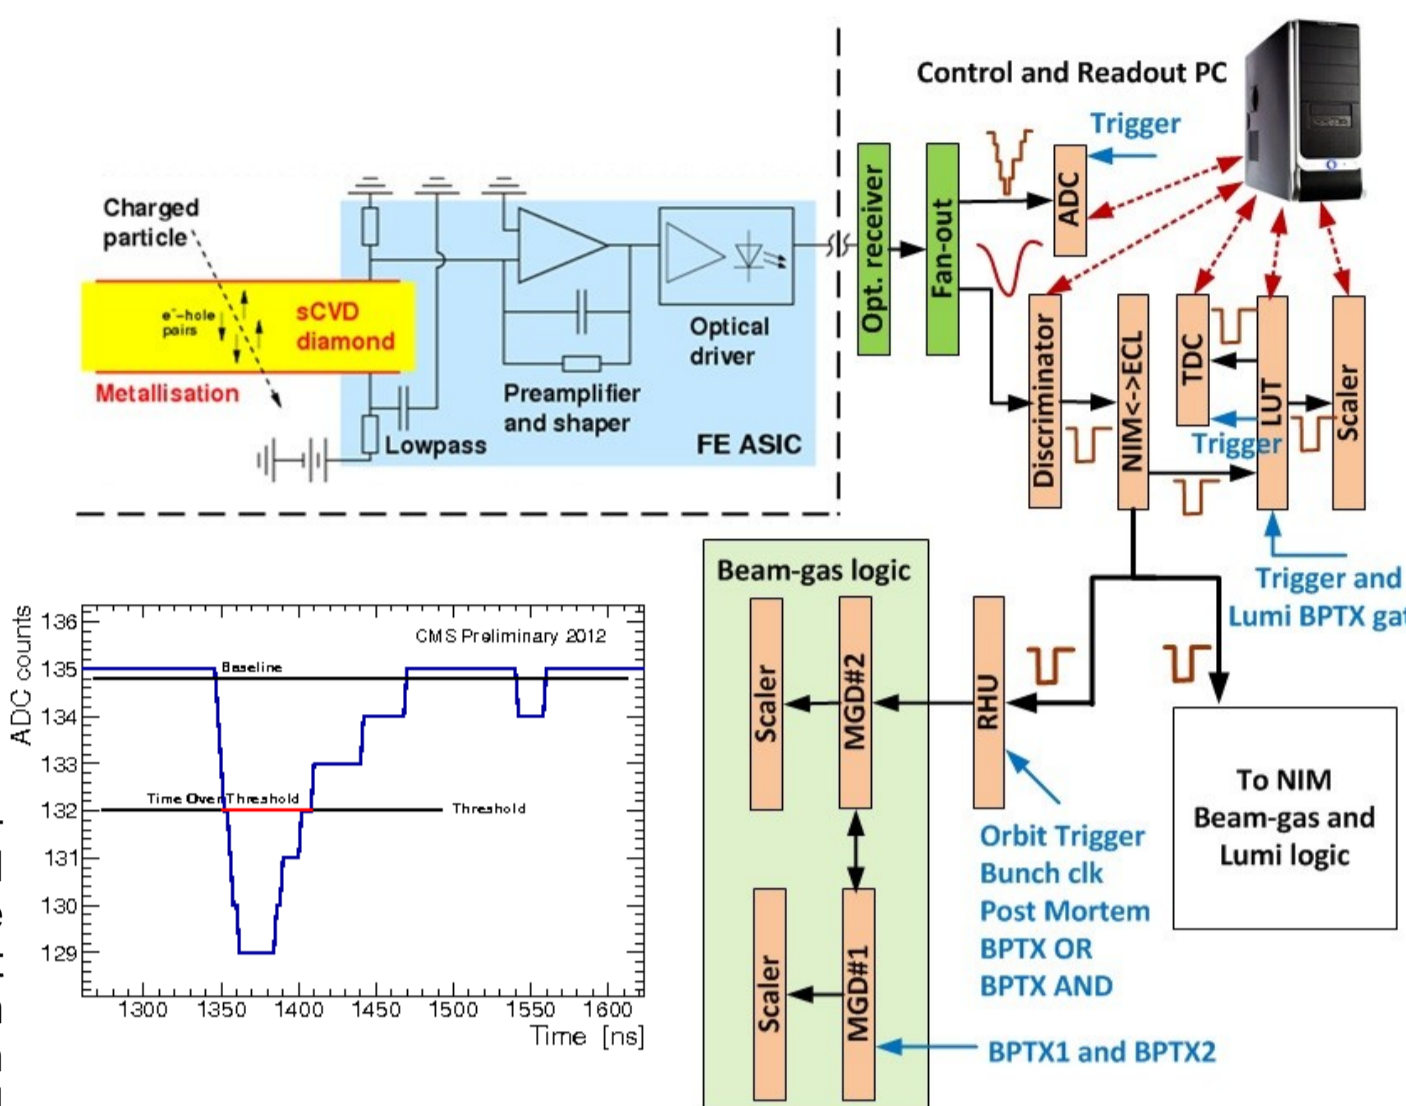 Control and Readout PC
Trigger
Charged
particle
e⁻-hole
pairs
sCVD
diamond
Metallisation
Lowpass
Preamplifier
and shaper
Optical
driver
FE ASIC
Opt. receiver
Fan-out
ADC
Discriminator
NIM<->ECL
TDC
Trigger
LUT
Scaler
Trigger and
Lumi BPTX gat
Beam-gas logic
Scaler
MGD#2
RHU
Scaler
MGD#1
Orbit Trigger
Bunch clk
Post Mortem
BPTX OR
BPTX AND
BPTX1 and BPTX2
To NIM
Beam-gas and
Lumi logic
ADC counts
136
135
134
133
132
131
130
129
CMS Preliminary 2012
Baseline
Time Over Threshold
Threshold
1300 1350 1400 1450 1500 1550 1600
Time [ns]